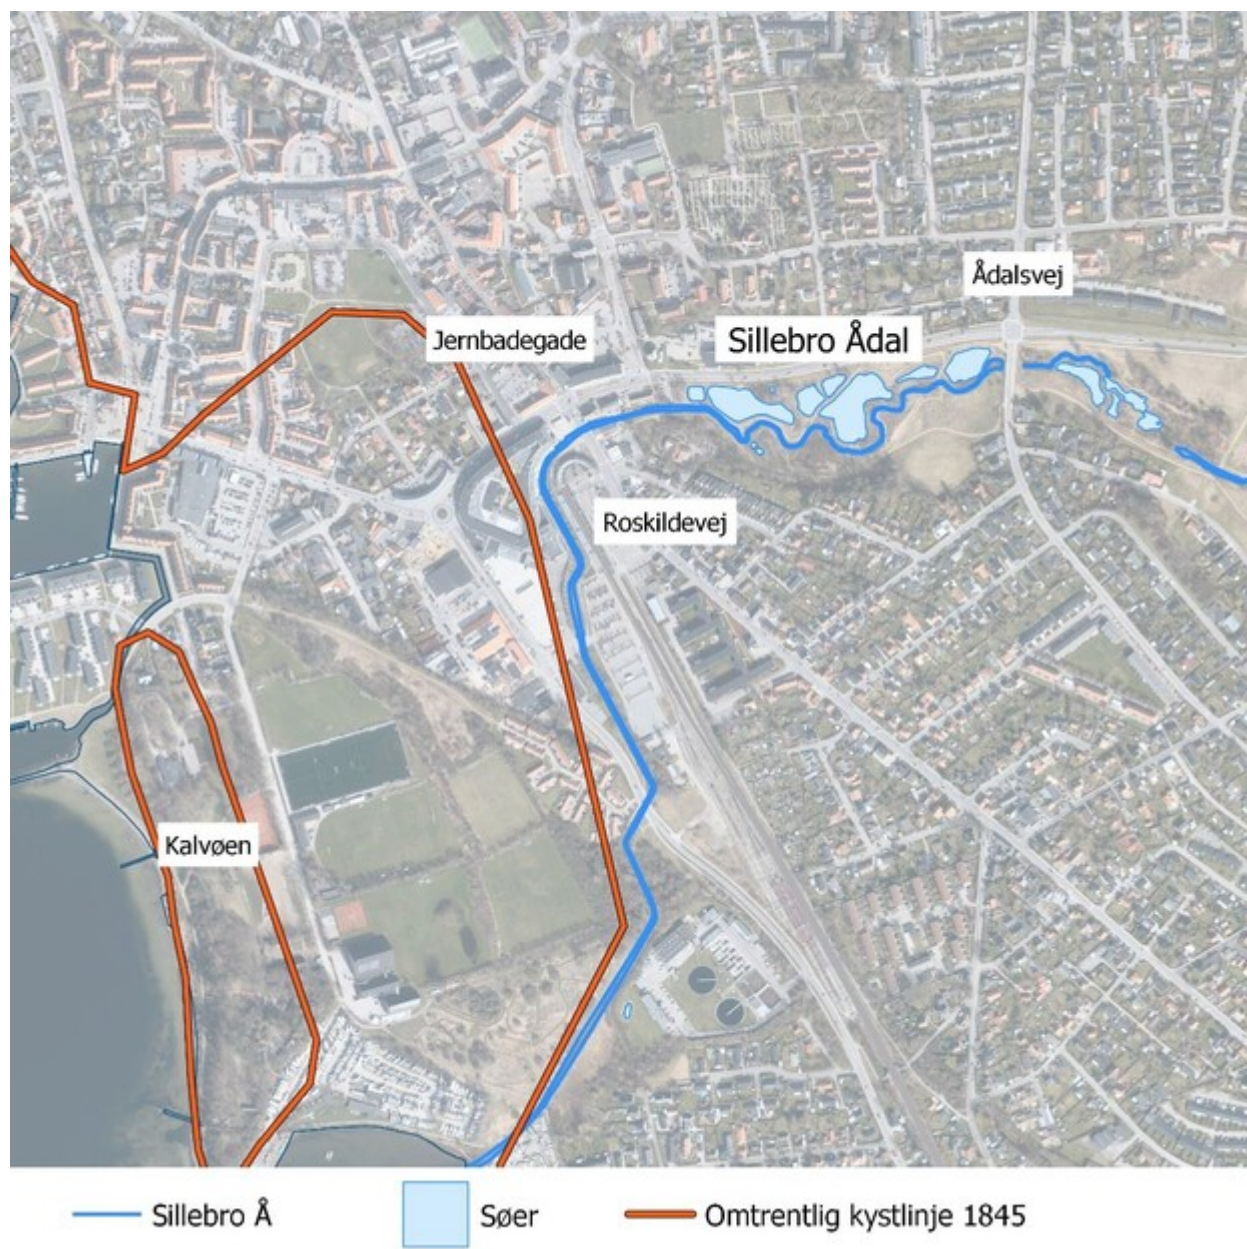 Ådalsvej
Sillebro Ådal
Jernbadegade
Roskildevej
Kalvøen
Sillebro Å
Søer
Omtrentlig kystlinje 1845